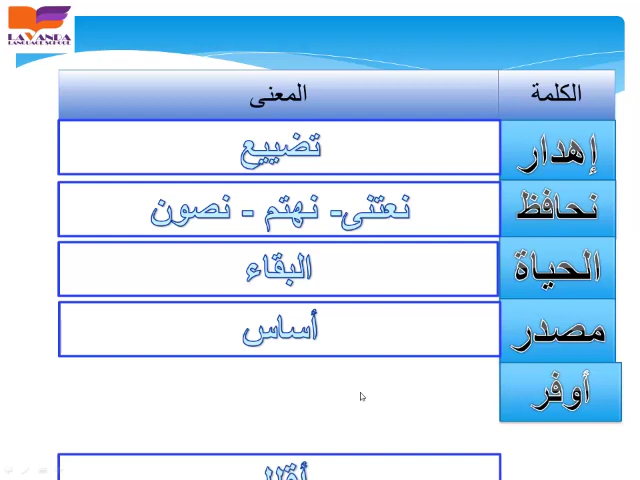 LAVANDA
LANGUAGE SCHOOL
الكلمة المعنى
إهدار تضييع
نحافظ نعتنى- نهتم - نصون
الحياة البقاء
مصدر أساس
أوفر